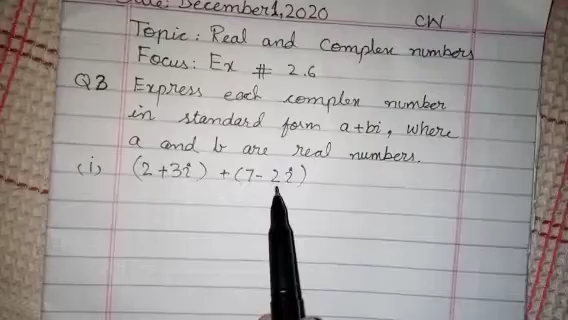 Date: December 1, 2020
CW
Topic: Real and Complex numbers
Focus: Ex # 2.6
Q3 Express each complex number
in standard form a+bi, where
a and b are real numbers.
(i) (2+3i) + (7-2i)